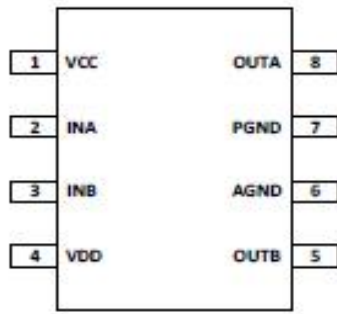 1 VCC OUTA 8
2 INA PGND 7
3 INB AGND 6
4 VDD OUTB 5